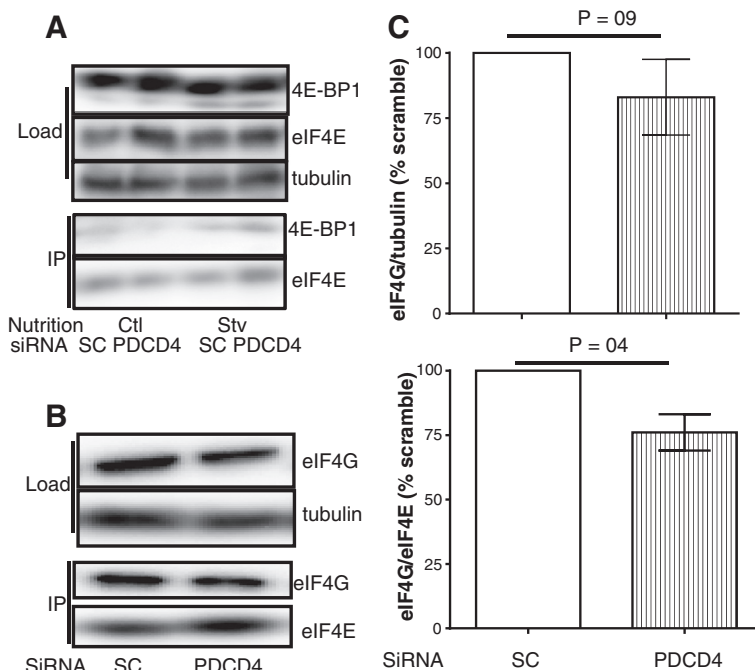 A
4E-BP1
Load
eIF4E
tubulin
4E-BP1
IP
eIF4E
Nutrition Ctl Stv
siRNA SC PDCD4 SC PDCD4
B
eIF4G
Load
tubulin
eIF4G
IP
eIF4E
SiRNA SC PDCD4
C
P = 09
100
75
50
25
0
eIF4G/tubulin (% scramble)
P = 04
100
75
50
25
0
eIF4G/eIF4E (% scramble)
SiRNA SC PDCD4